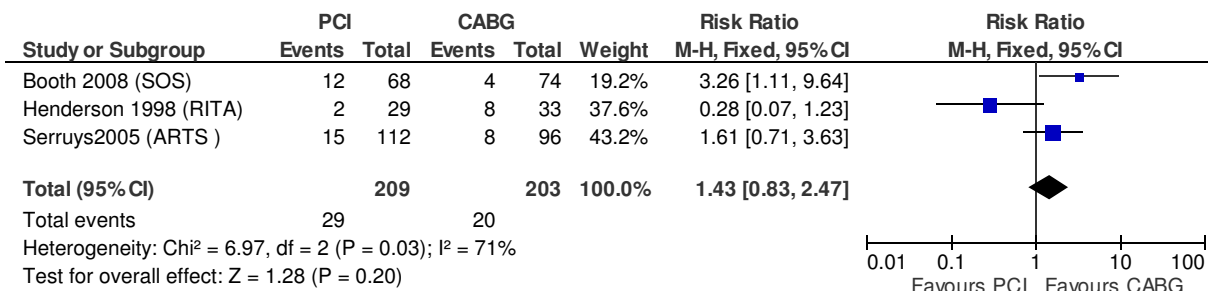 PCI CABG Risk Ratio Risk Ratio
Study or Subgroup Events Total Events Total Weight M-H, Fixed, 95% CI M-H, Fixed, 95% CI
Booth 2008 (SOS) 12 68 4 74 19.2% 3.26 [1.11, 9.64]
Henderson 1998 (RITA) 2 29 8 33 37.6% 0.28 [0.07, 1.23]
Serruys2005 (ARTS ) 15 112 8 96 43.2% 1.61 [0.71, 3.63]
Total (95% CI) 209 203 100.0% 1.43 [0.83, 2.47]
Total events 29 20
Heterogeneity: Chi² = 6.97, df = 2 (P = 0.03); I² = 71%
Test for overall effect: Z = 1.28 (P = 0.20)
0.01 0.1 1 10 100
Favours PCI Favours CABG